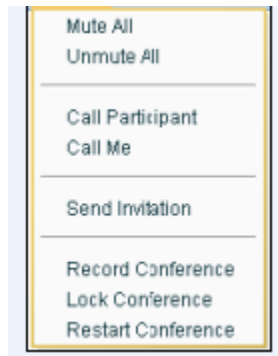 Mute All
Unmute All
Call Participant
Call Me
Send Invitation
Record Conference
Lock Conference
Restart Conference